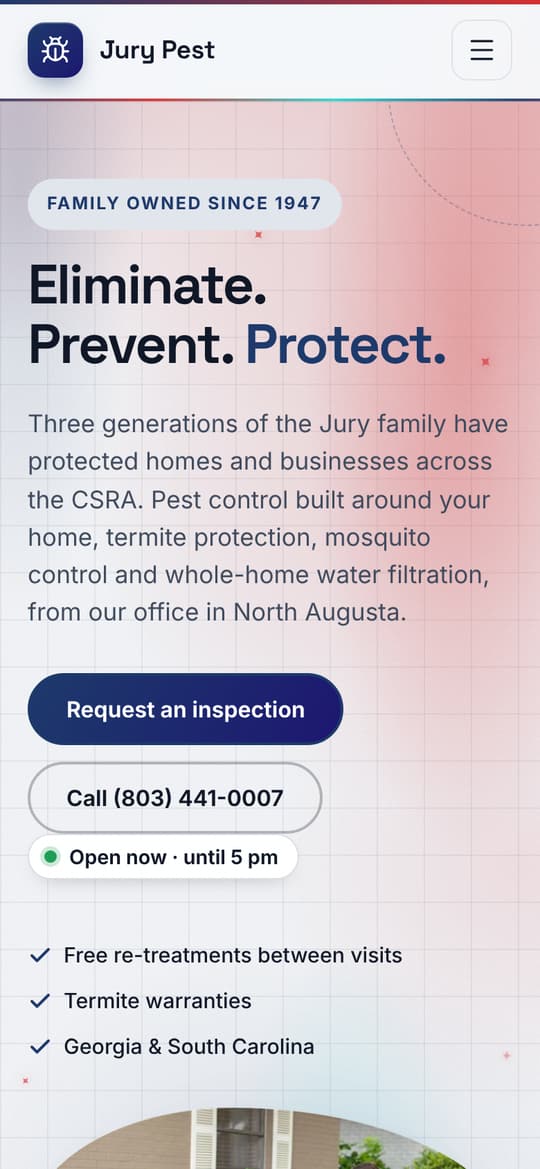 Jury Pest
FAMILY OWNED SINCE 1947
Eliminate.
Prevent. Protect.
Three generations of the Jury family have
protected homes and businesses across
the CSRA. Pest control built around your
home, termite protection, mosquito
control and whole-home water filtration,
from our office in North Augusta.
Request an inspection
Call (803) 441-0007
Open now · until 5 pm
Free re-treatments between visits
Termite warranties
Georgia & South Carolina